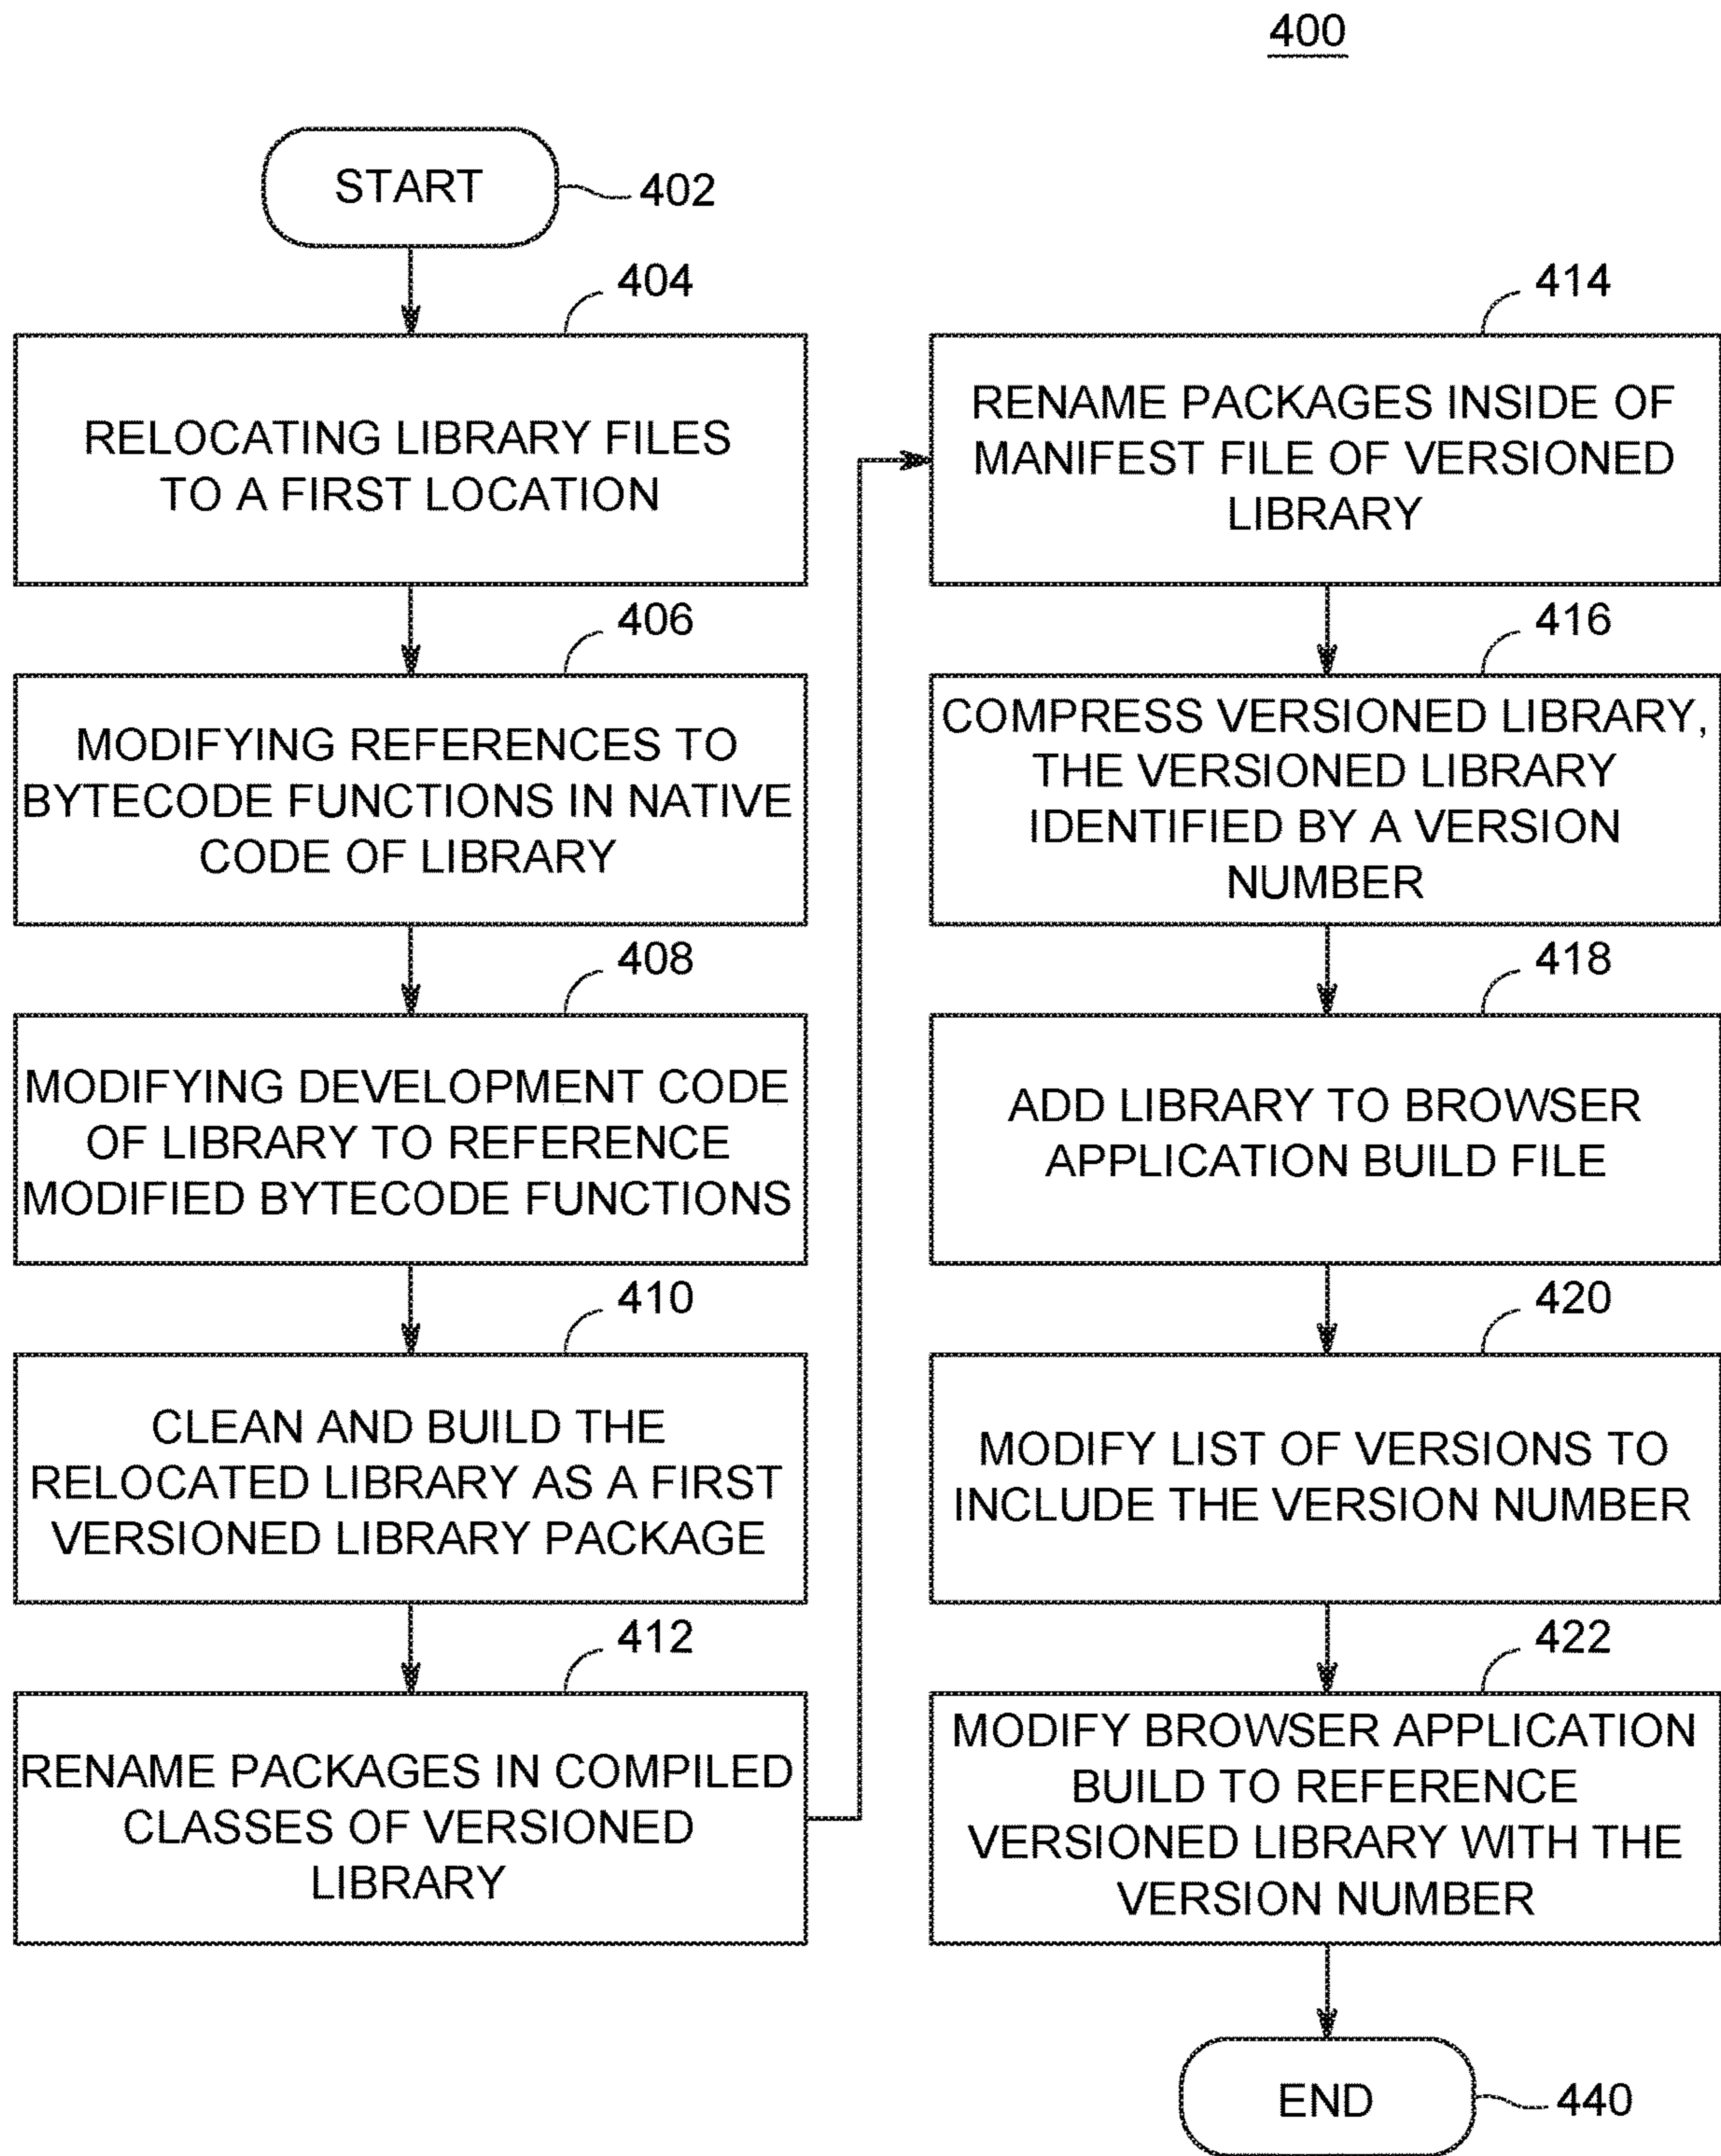 400
START
402
404
RELOCATING LIBRARY FILES
TO A FIRST LOCATION
406
MODIFYING REFERENCES TO
BYTECODE FUNCTIONS IN NATIVE
CODE OF LIBRARY
408
MODIFYING DEVELOPMENT CODE
OF LIBRARY TO REFERENCE
MODIFIED BYTECODE FUNCTIONS
410
CLEAN AND BUILD THE
RELOCATED LIBRARY AS A FIRST
VERSIONED LIBRARY PACKAGE
412
RENAME PACKAGES IN COMPILED
CLASSES OF VERSIONED
LIBRARY
414
RENAME PACKAGES INSIDE OF
MANIFEST FILE OF VERSIONED
LIBRARY
416
COMPRESS VERSIONED LIBRARY,
THE VERSIONED LIBRARY
IDENTIFIED BY A VERSION
NUMBER
418
ADD LIBRARY TO BROWSER
APPLICATION BUILD FILE
420
MODIFY LIST OF VERSIONS TO
INCLUDE THE VERSION NUMBER
422
MODIFY BROWSER APPLICATION
BUILD TO REFERENCE
VERSIONED LIBRARY WITH THE
VERSION NUMBER
END
440